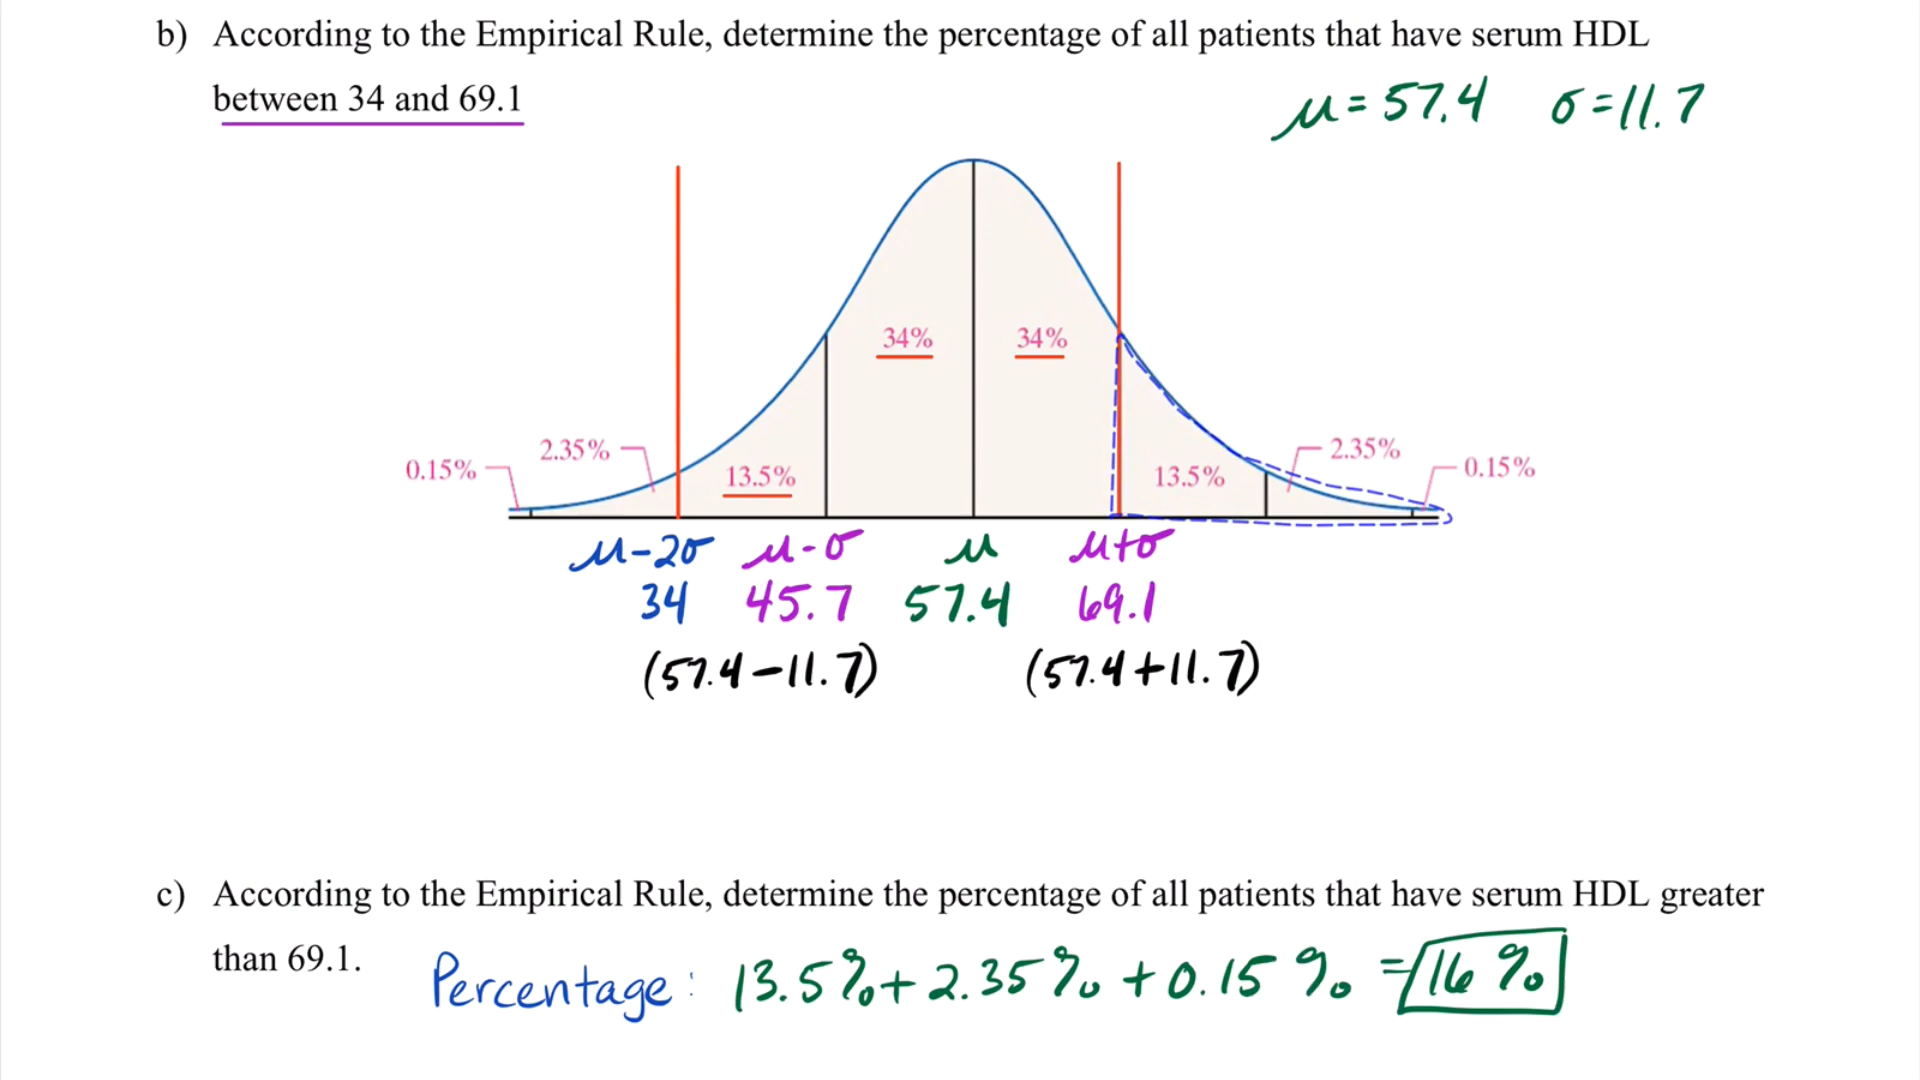 b) According to the Empirical Rule, determine the percentage of all patients that have serum HDL
between 34 and 69.1
μ = 57.4 σ = 11.7
34% 34%
2.35% 2.35%
0.15% 13.5% 13.5% 0.15%
μ-2σ μ-σ μ μ+σ
34 45.7 57.4 69.1
(57.4-11.7) (57.4+11.7)
c) According to the Empirical Rule, determine the percentage of all patients that have serum HDL greater
than 69.1.
Percentage: 13.5%+2.35%+0.15%=16%